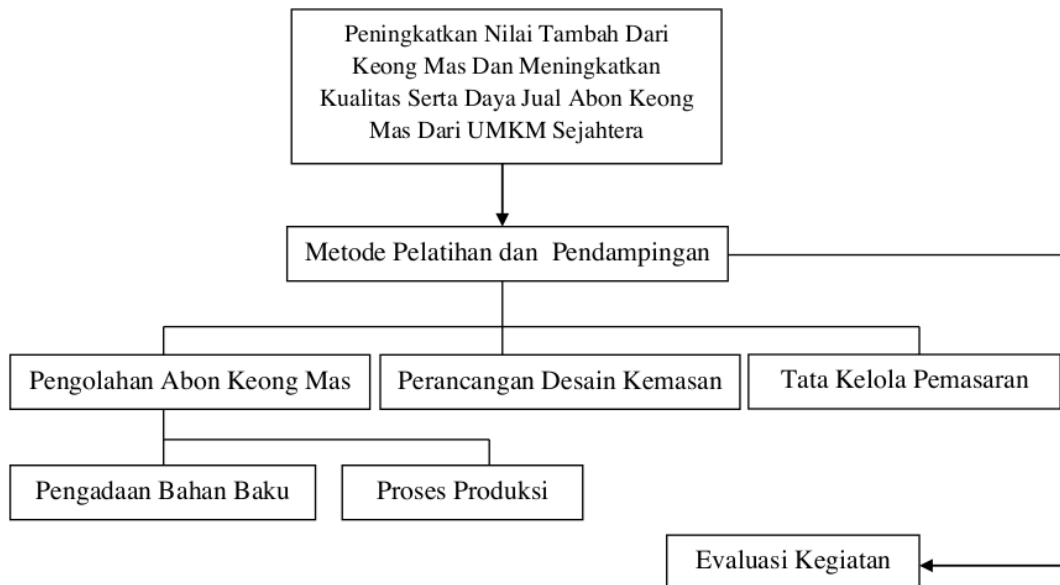 Peningkatkan Nilai Tambah Dari
Keong Mas Dan Meningkatkan
Kualitas Serta Daya Jual Abon Keong
Mas Dari UMKM Sejahtera
Metode Pelatihan dan Pendampingan
Pengolahan Abon Keong Mas
Perancangan Desain Kemasan
Tata Kelola Pemasaran
Pengadaan Bahan Baku
Proses Produksi
Evaluasi Kegiatan